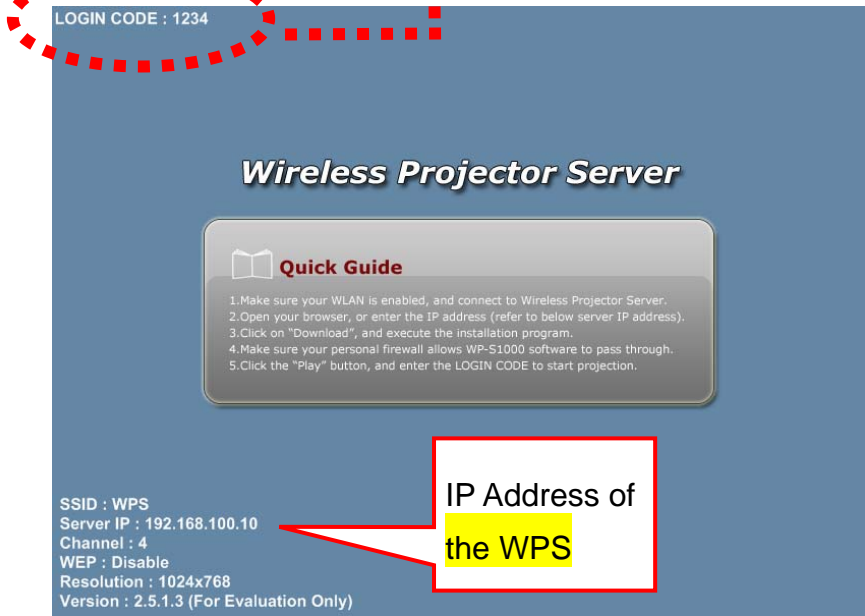 LOGIN CODE : 1234
Wireless Projector Server
Quick Guide
1.Make sure your WLAN is enabled, and connect to Wireless Projector Server.
2.Open your browser, or enter the IP address (refer to below server IP address).
3.Click on "Download", and execute the installation program.
4.Make sure your personal firewall allows WP-S1000 software to pass through.
5.Click the "Play" button, and enter the LOGIN CODE to start projection.
IP Address of
the WPS
SSID : WPS
Server IP : 192.168.100.10
Channel : 4
WEP : Disable
Resolution : 1024x768
Version : 2.5.1.3 (For Evaluation Only)